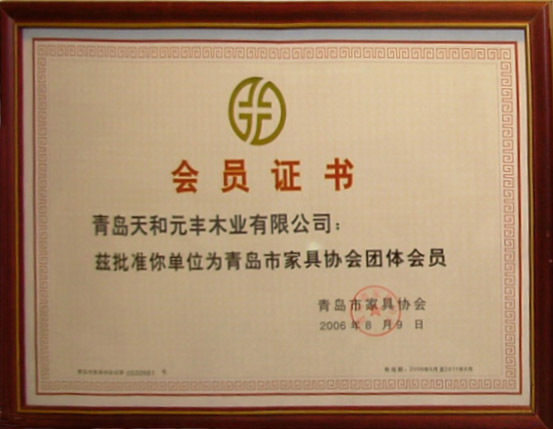 会员证书
青岛天和元丰木业有限公司：
兹批准你单位为青岛市家具协会团体会员
青岛市家具协会
2006年8月9日